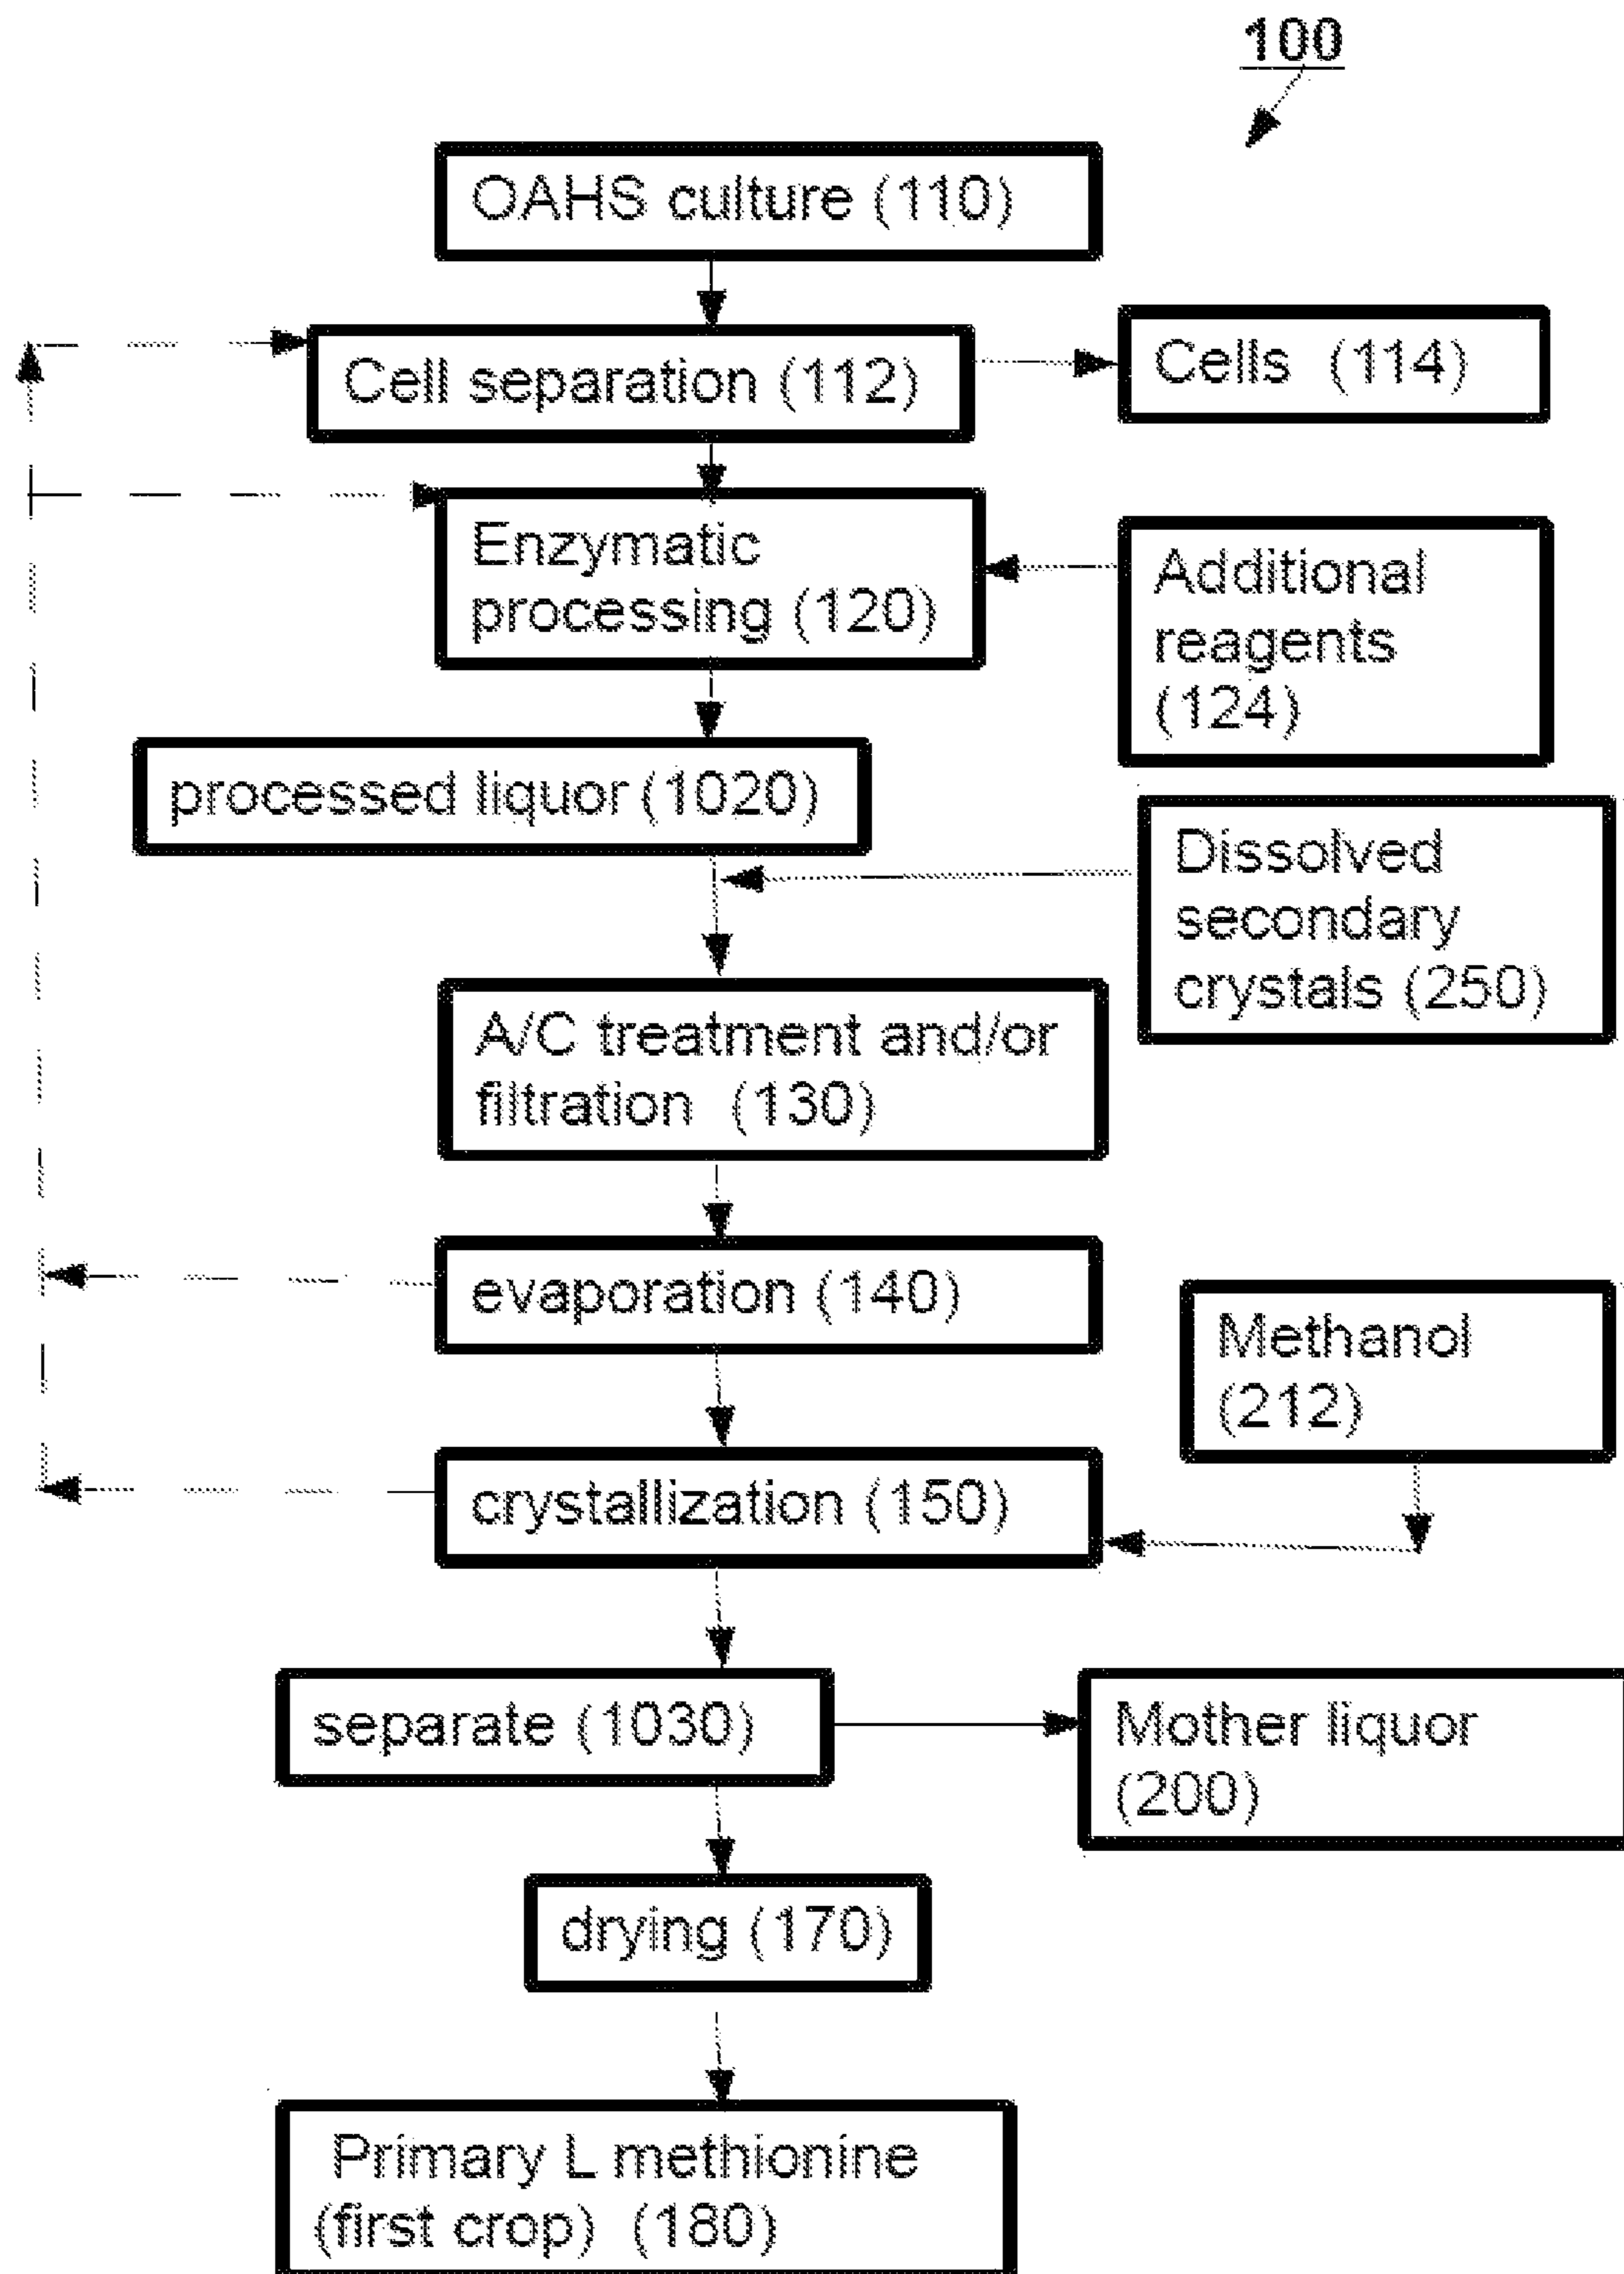 100
OAHS culture (110)
Cell separation (112)
Cells (114)
Enzymatic
processing (120)
Additional
reagents
(124)
processed liquor (1020)
Dissolved
secondary
crystals (250)
A/C treatment and/or
filtration (130)
evaporation (140)
Methanol
(212)
crystallization (150)
separate (1030)
Mother liquor
(200)
drying (170)
Primary L methionine
(first crop) (180)